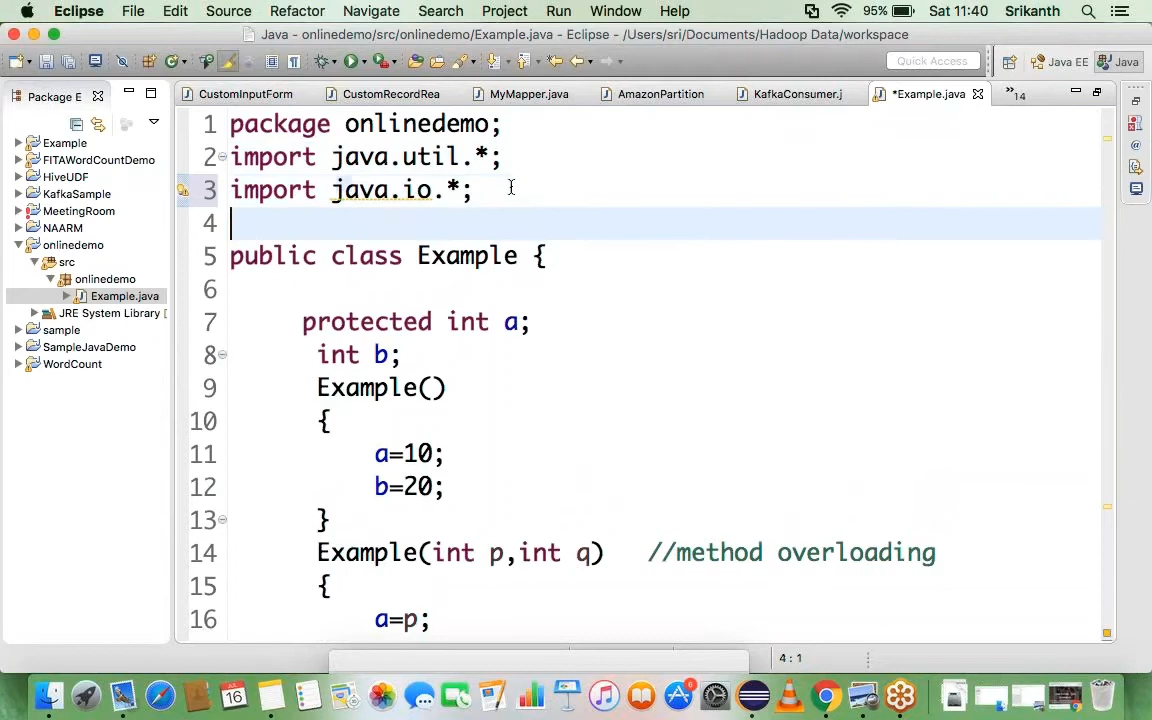 Eclipse File Edit Source Refactor Navigate Search Project Run Window Help 95% Sat 11:40 Srikanth
Java - onlinedemo/src/onlinedemo/Example.java - Eclipse - /Users/sri/Documents/Hadoop Data/workspace
Quick Access Java EE Java
Package E CustomInputForm CustomRecordRea MyMapper.java AmazonPartition KafkaConsumer.j *Example.java »14
Example
FITAWordCountDemo
HiveUDF
KafkaSample
MeetingRoom
NAARM
onlinedemo
src
onlinedemo
Example.java
JRE System Library [
sample
SampleJavaDemo
WordCount
1 package onlinedemo;
2 import java.util.*;
3 import java.io.*;
4
5 public class Example {
6
7 protected int a;
8 int b;
9 Example()
10 {
11 a=10;
12 b=20;
13 }
14 Example(int p,int q) //method overloading
15 {
16 a=p;
4 : 1
16
6